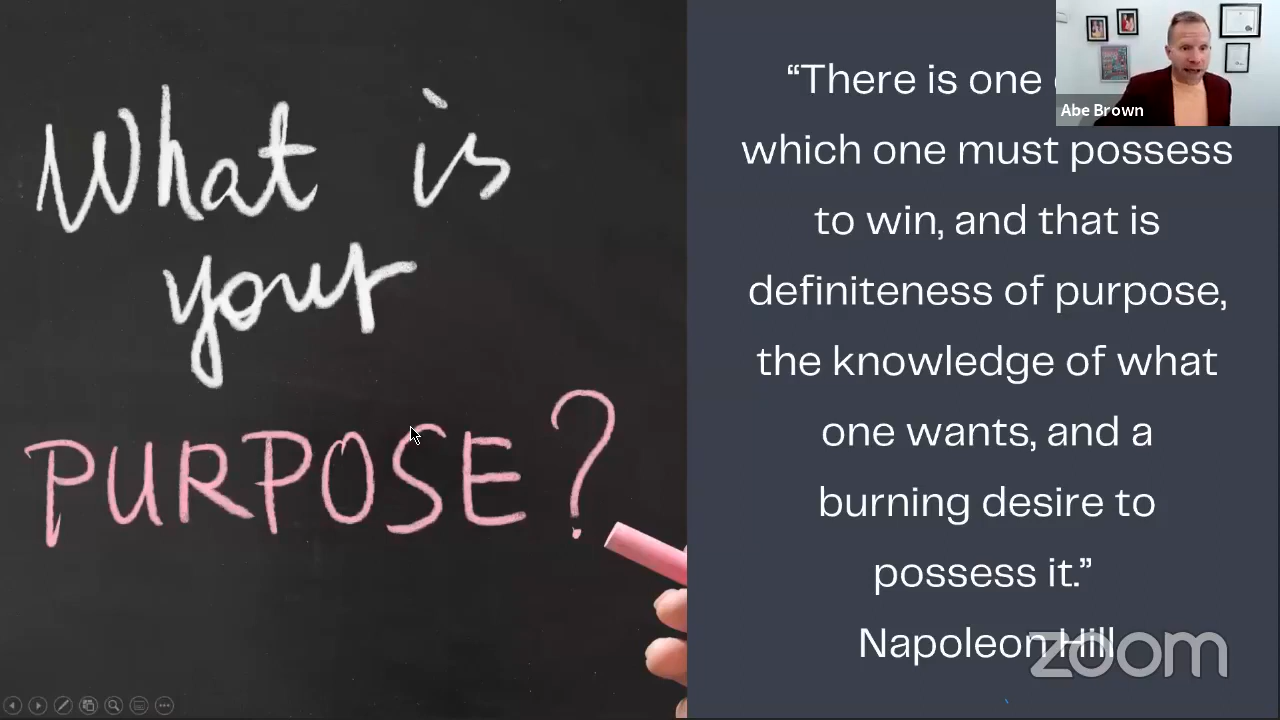 What is
your
PURPOSE?
“There is one
which one must possess
to win, and that is
definiteness of purpose,
the knowledge of what
one wants, and a
burning desire to
possess it.”
Napoleon Hill
Abe Brown
zoom